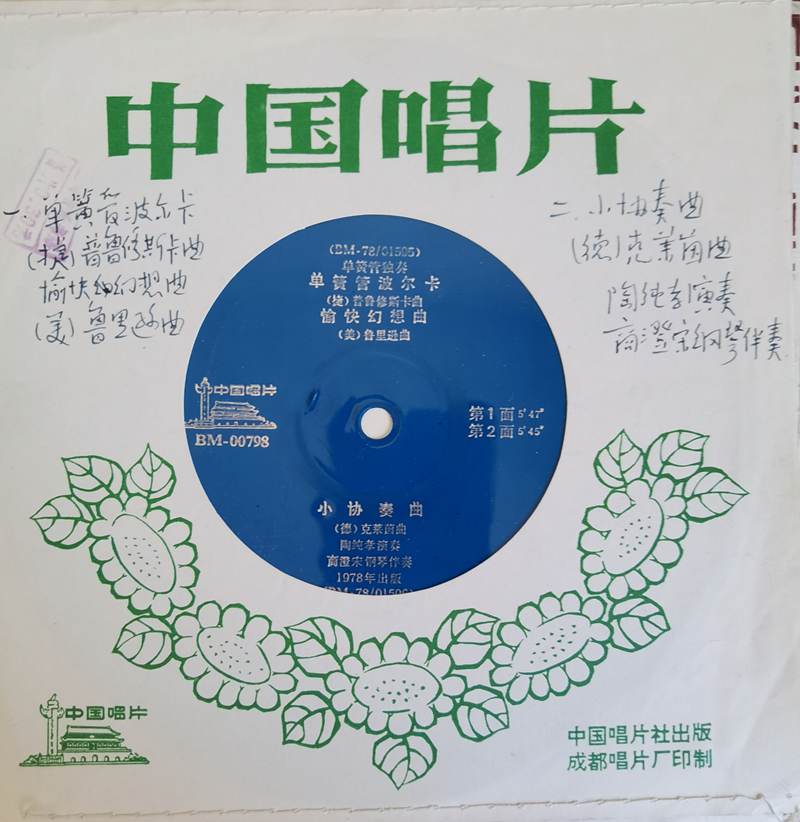 中国唱片
一、单簧管波尔卡
(捷)普鲁修斯卡曲
愉快幻想曲
(美)鲁里逊曲
二、小协奏曲
(德)克莱茵曲
陶纯孝演奏
商澄宋钢琴伴奏
(BM-78/01505)
单簧管独奏
单簧管波尔卡
(捷)普鲁修斯卡曲
愉快幻想曲
(美)鲁里逊曲
中国唱片
BM-00798
第1面 5′47″
第2面 5′45″
小协奏曲
(德)克莱茵曲
陶纯孝演奏
商澄宋钢琴伴奏
1978年出版
(BM-78/01506)
中国唱片
中国唱片社出版
成都唱片厂印制